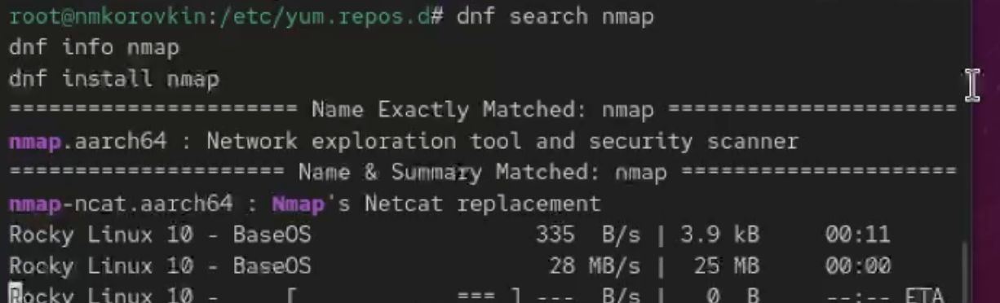 root@nmkorovkin:/etc/yum.repos.d# dnf search nmap
dnf info nmap
dnf install nmap
====================== Name Exactly Matched: nmap ======================
nmap.aarch64 : Network exploration tool and security scanner
===================== Name & Summary Matched: nmap =====================
nmap-ncat.aarch64 : Nmap's Netcat replacement
Rocky Linux 10 - BaseOS                 335  B/s | 3.9 kB     00:11
Rocky Linux 10 - BaseOS                  28 MB/s |  25 MB     00:00
Rocky Linux 10 -     [            === ] ---  B/s |   0  B     --:-- ETA